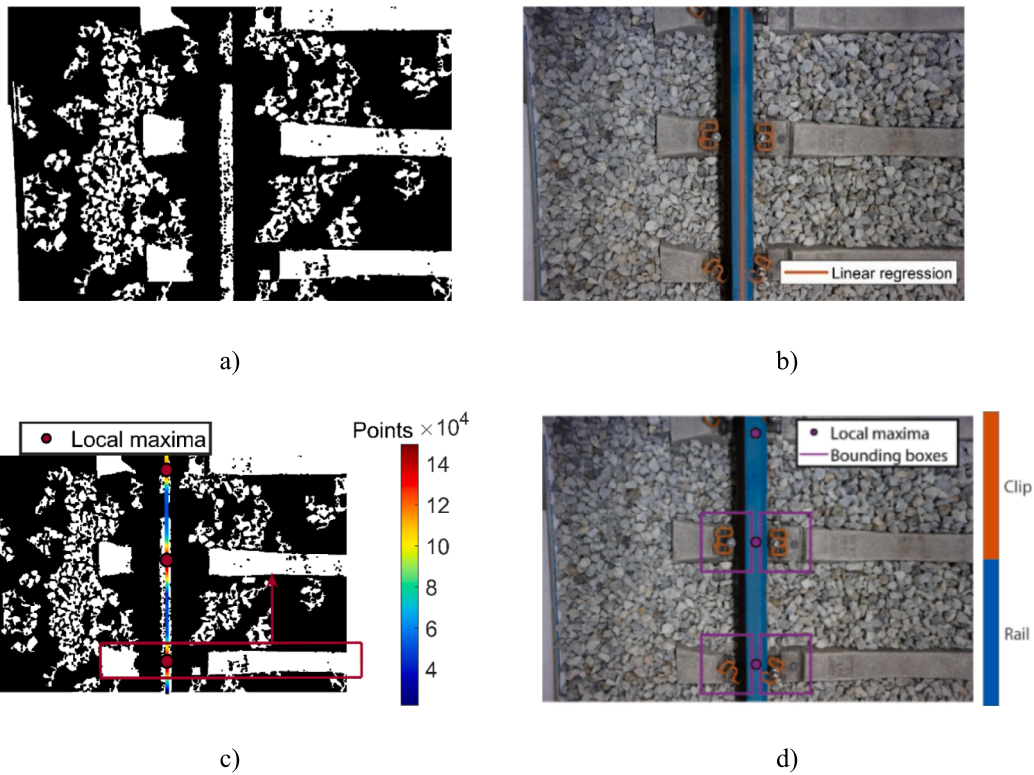 Linear regression
a)
b)
Local maxima
Points ×10⁴
14
12
10
8
6
4
c)
Local maxima
Bounding boxes
Clip
Rail
d)